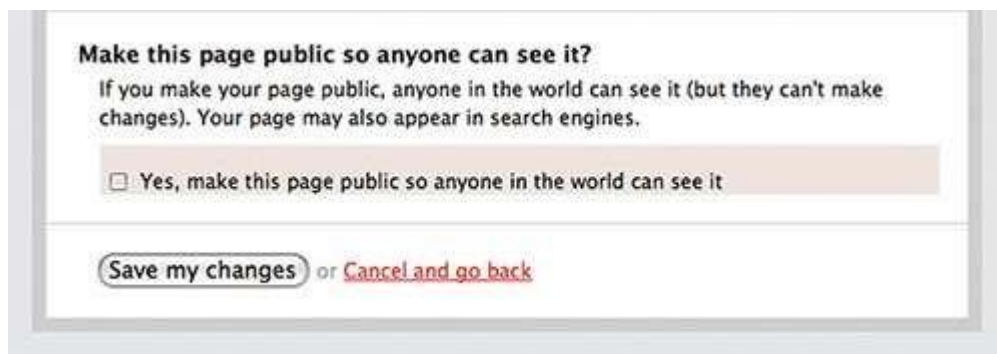 Make this page public so anyone can see it?
If you make your page public, anyone in the world can see it (but they can't make
changes). Your page may also appear in search engines.
Yes, make this page public so anyone in the world can see it
Save my changes or Cancel and go back